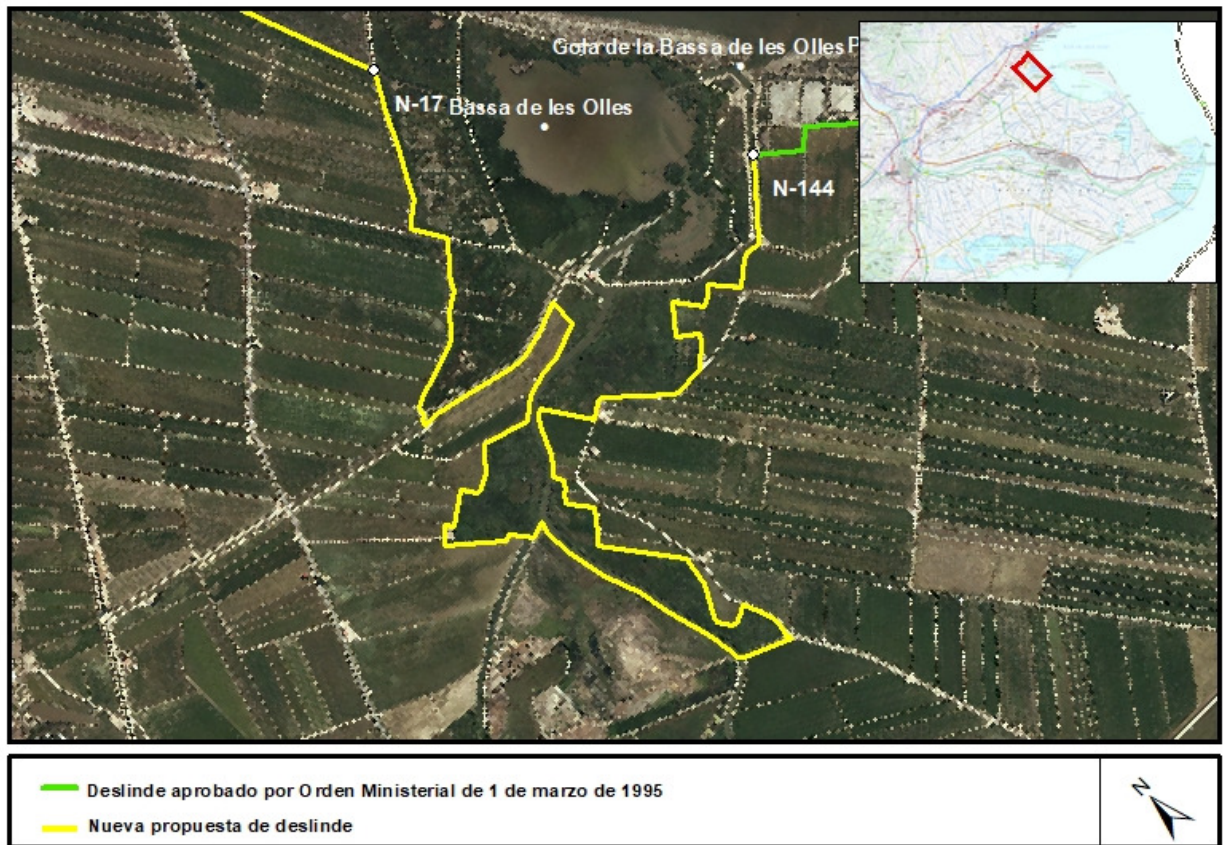 Gola de la Bassa de les Olles P
N-17 Bassa de les Olles
N-144
Deslinde aprobado por Orden Ministerial de 1 de marzo de 1995
Nueva propuesta de deslinde
N